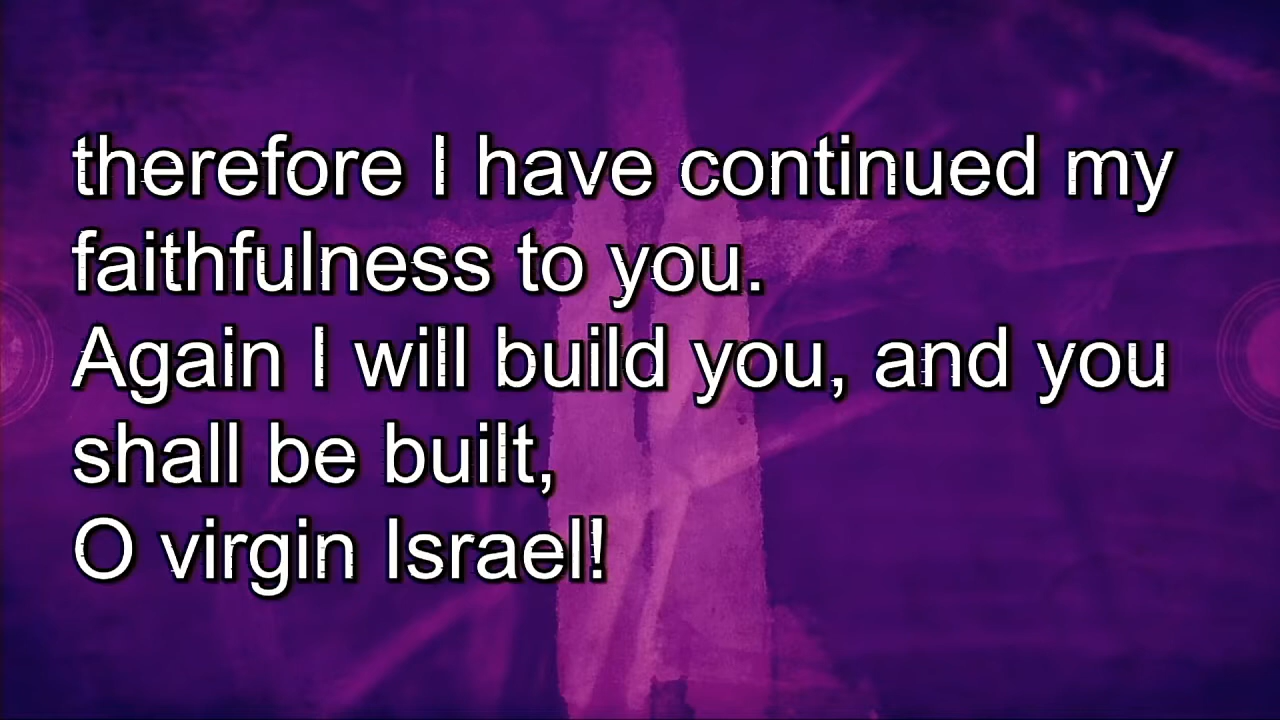 therefore I have continued my
faithfulness to you.
Again I will build you, and you
shall be built,
O virgin Israel!